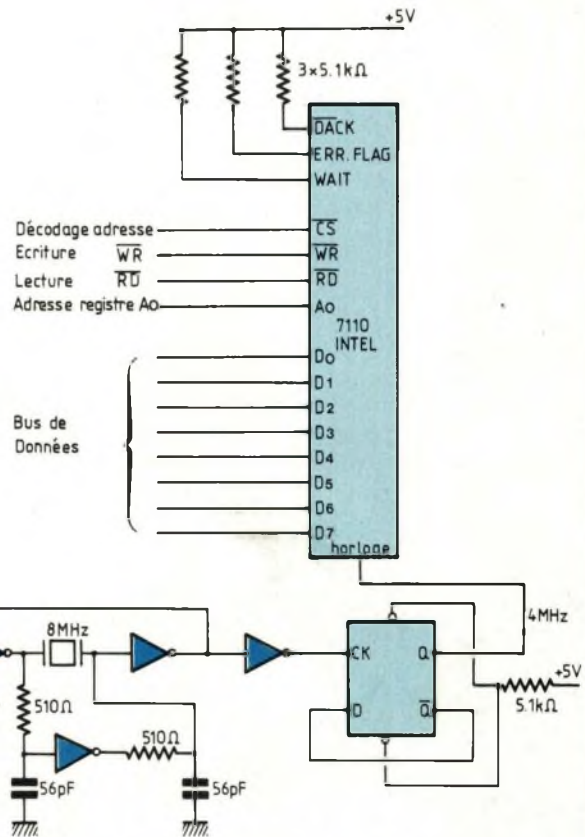 +5V
3×5.1kΩ
DACK
ERR. FLAG
WAIT
Décodage adresse
CS
Ecriture WR
WR
Lecture RD
RD
Adresse registre Ao
Ao
7110
INTEL
Do
D1
D2
Bus de
Données
D3
D4
D5
D6
D7
horloge
8MHz
4MHz
CK
Q
+5V
5.1kΩ
510Ω
D
Q
510Ω
56pF
56pF